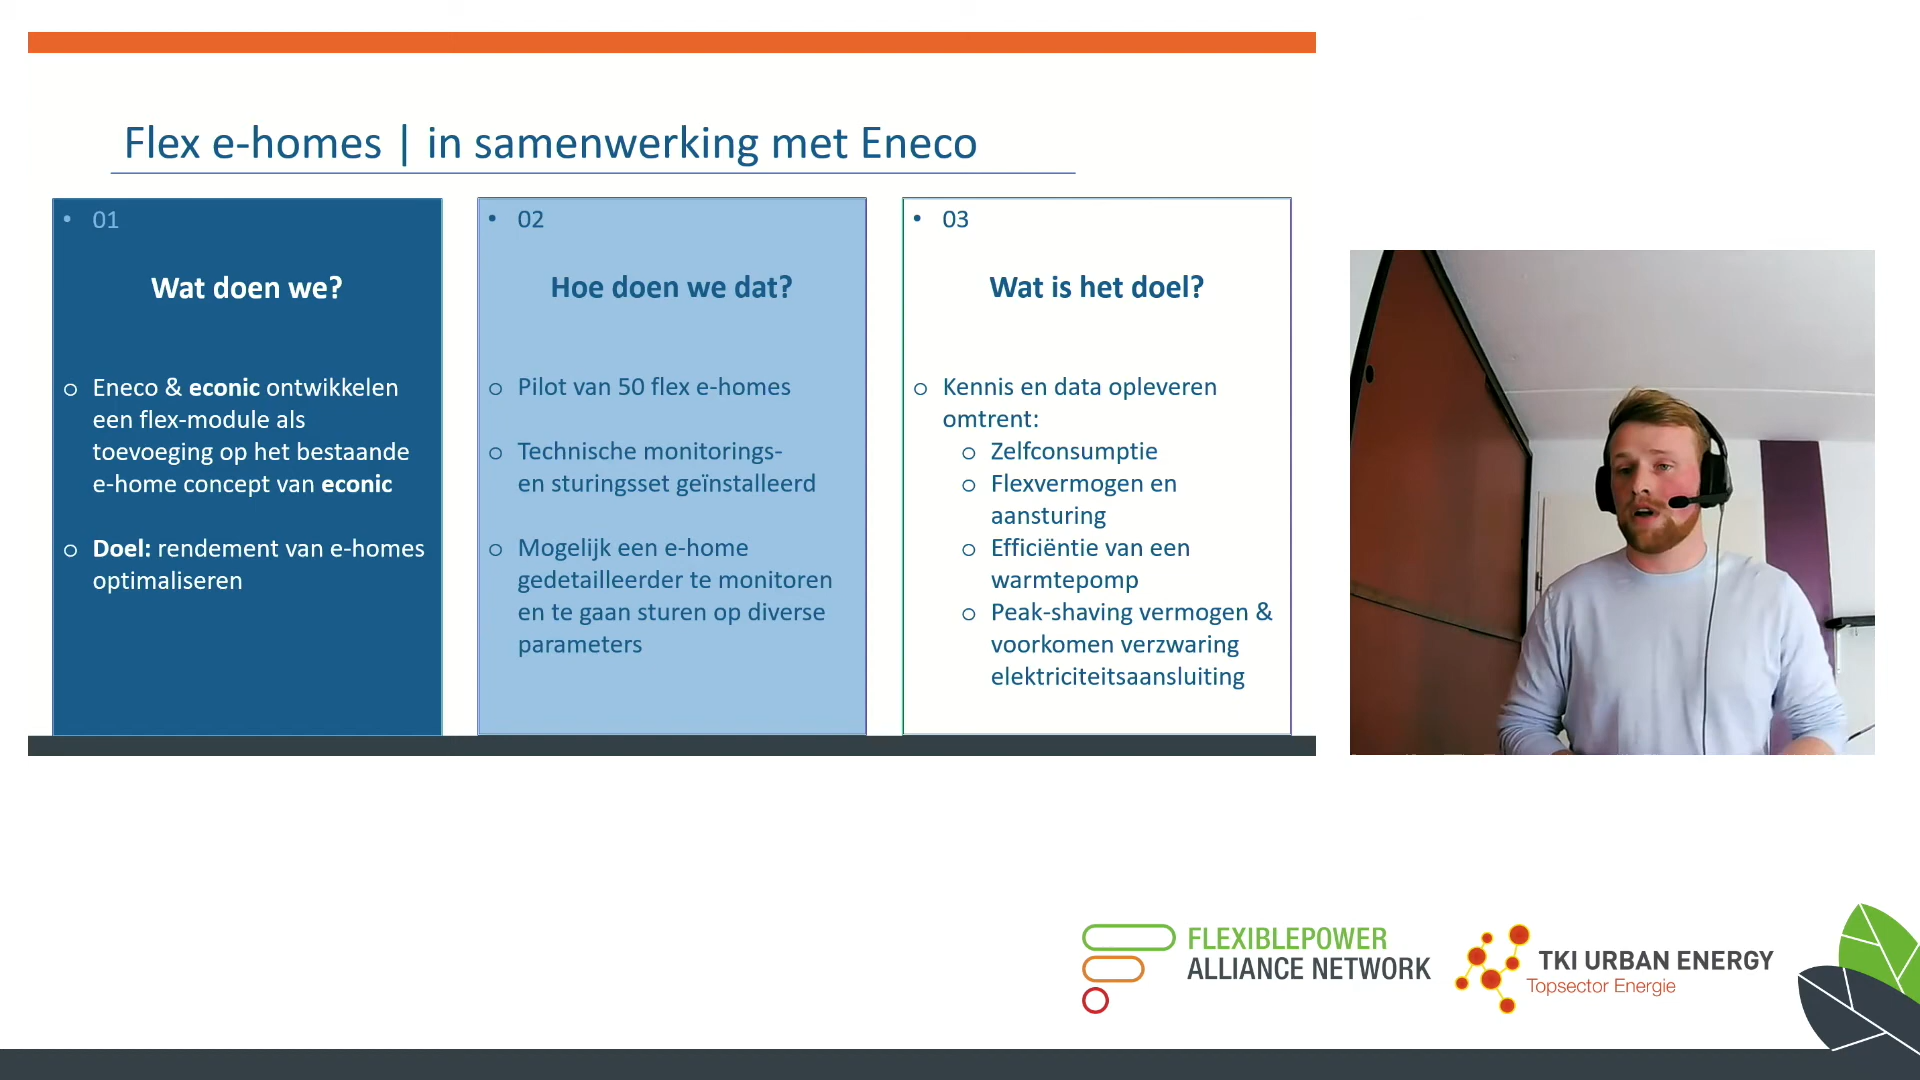 Flex e-homes | in samenwerking met Eneco
• 01
Wat doen we?
o Eneco & econic ontwikkelen
een flex-module als
toevoeging op het bestaande
e-home concept van econic
o Doel: rendement van e-homes
optimaliseren
• 02
Hoe doen we dat?
o Pilot van 50 flex e-homes
o Technische monitorings-
en sturingsset geïnstalleerd
o Mogelijk een e-home
gedetailleerder te monitoren
en te gaan sturen op diverse
parameters
• 03
Wat is het doel?
o Kennis en data opleveren
omtrent:
o Zelfconsumptie
o Flexvermogen en
aansturing
o Efficiëntie van een
warmtepomp
o Peak-shaving vermogen &
voorkomen verzwaring
elektriciteitsaansluiting
FLEXIBLEPOWER
ALLIANCE NETWORK
TKI URBAN ENERGY
Topsector Energie